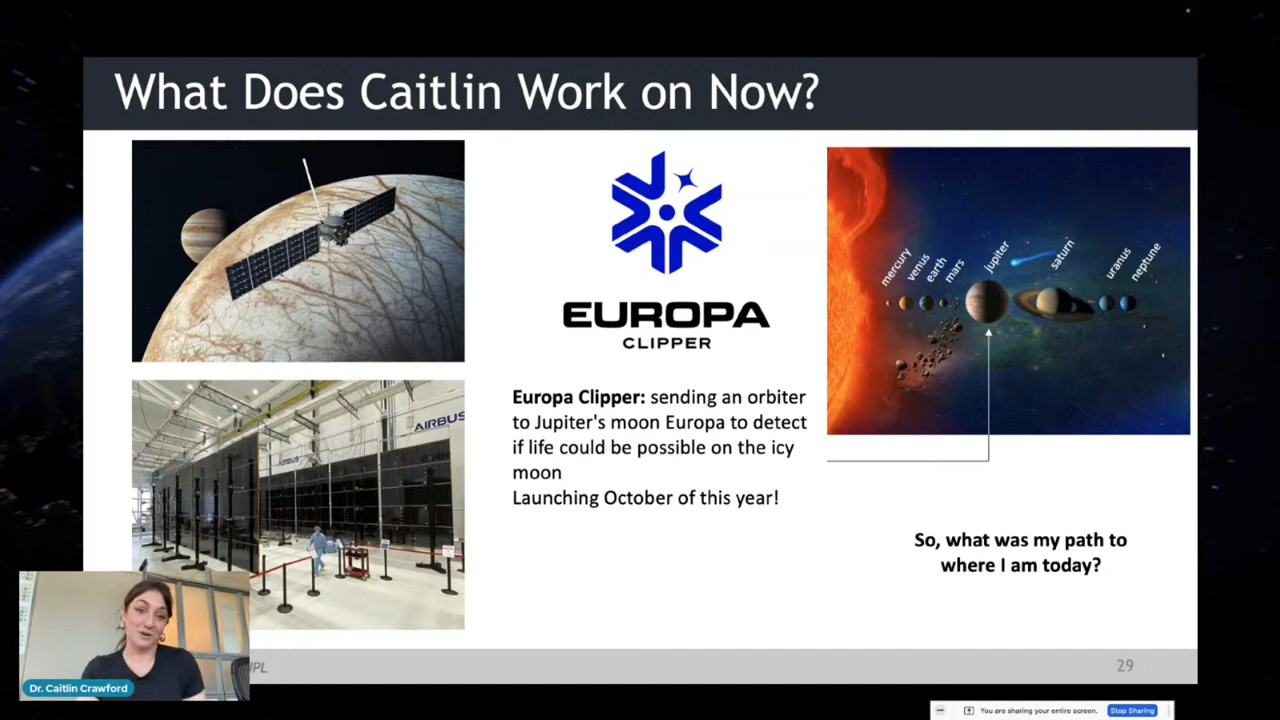 What Does Caitlin Work on Now?
EUROPA
CLIPPER
Europa Clipper: sending an orbiter
to Jupiter's moon Europa to detect
if life could be possible on the icy
moon
Launching October of this year!
mercury
venus
earth
mars
jupiter
saturn
uranus
neptune
So, what was my path to
where I am today?
AIRBUS
AIRBUS
Dr. Caitlin Crawford
JPL
29
You are sharing your entire screen.
Stop Sharing